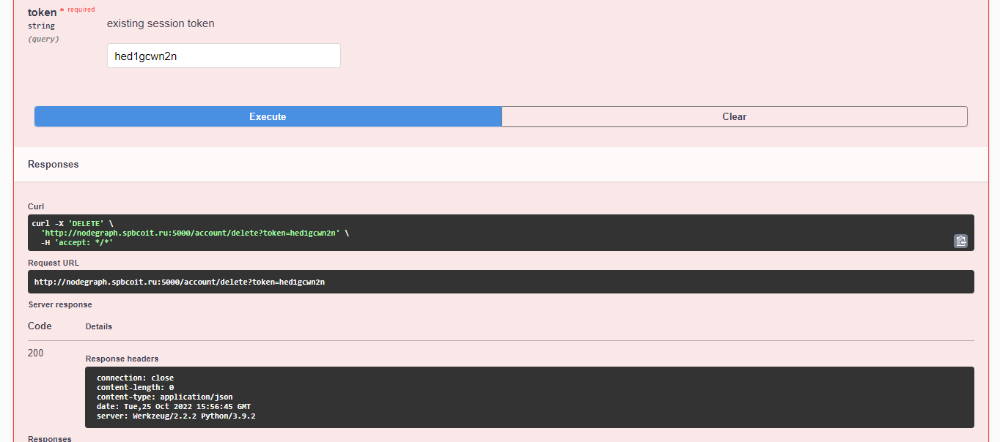 token * required
string
existing session token
(query)
hed1gcwn2n
Execute
Clear
Responses
Curl
curl -X 'DELETE' \
'http://nodegraph.spbcoit.ru:5000/account/delete?token=hed1gcwn2n' \
-H 'accept: */*'
Request URL
http://nodegraph.spbcoit.ru:5000/account/delete?token=hed1gcwn2n
Server response
Code
Details
200
Response headers
connection: close
content-length: 0
content-type: application/json
date: Tue,25 Oct 2022 15:56:45 GMT
server: Werkzeug/2.2.2 Python/3.9.2
Responses